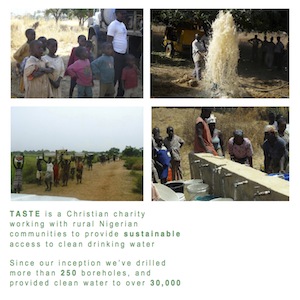 TASTE is a Christian charity
working with rural Nigerian
communities to provide sustainable
access to clean drinking water
Since our inception we've drilled
more than 250 boreholes, and
provided clean water to over 30,000